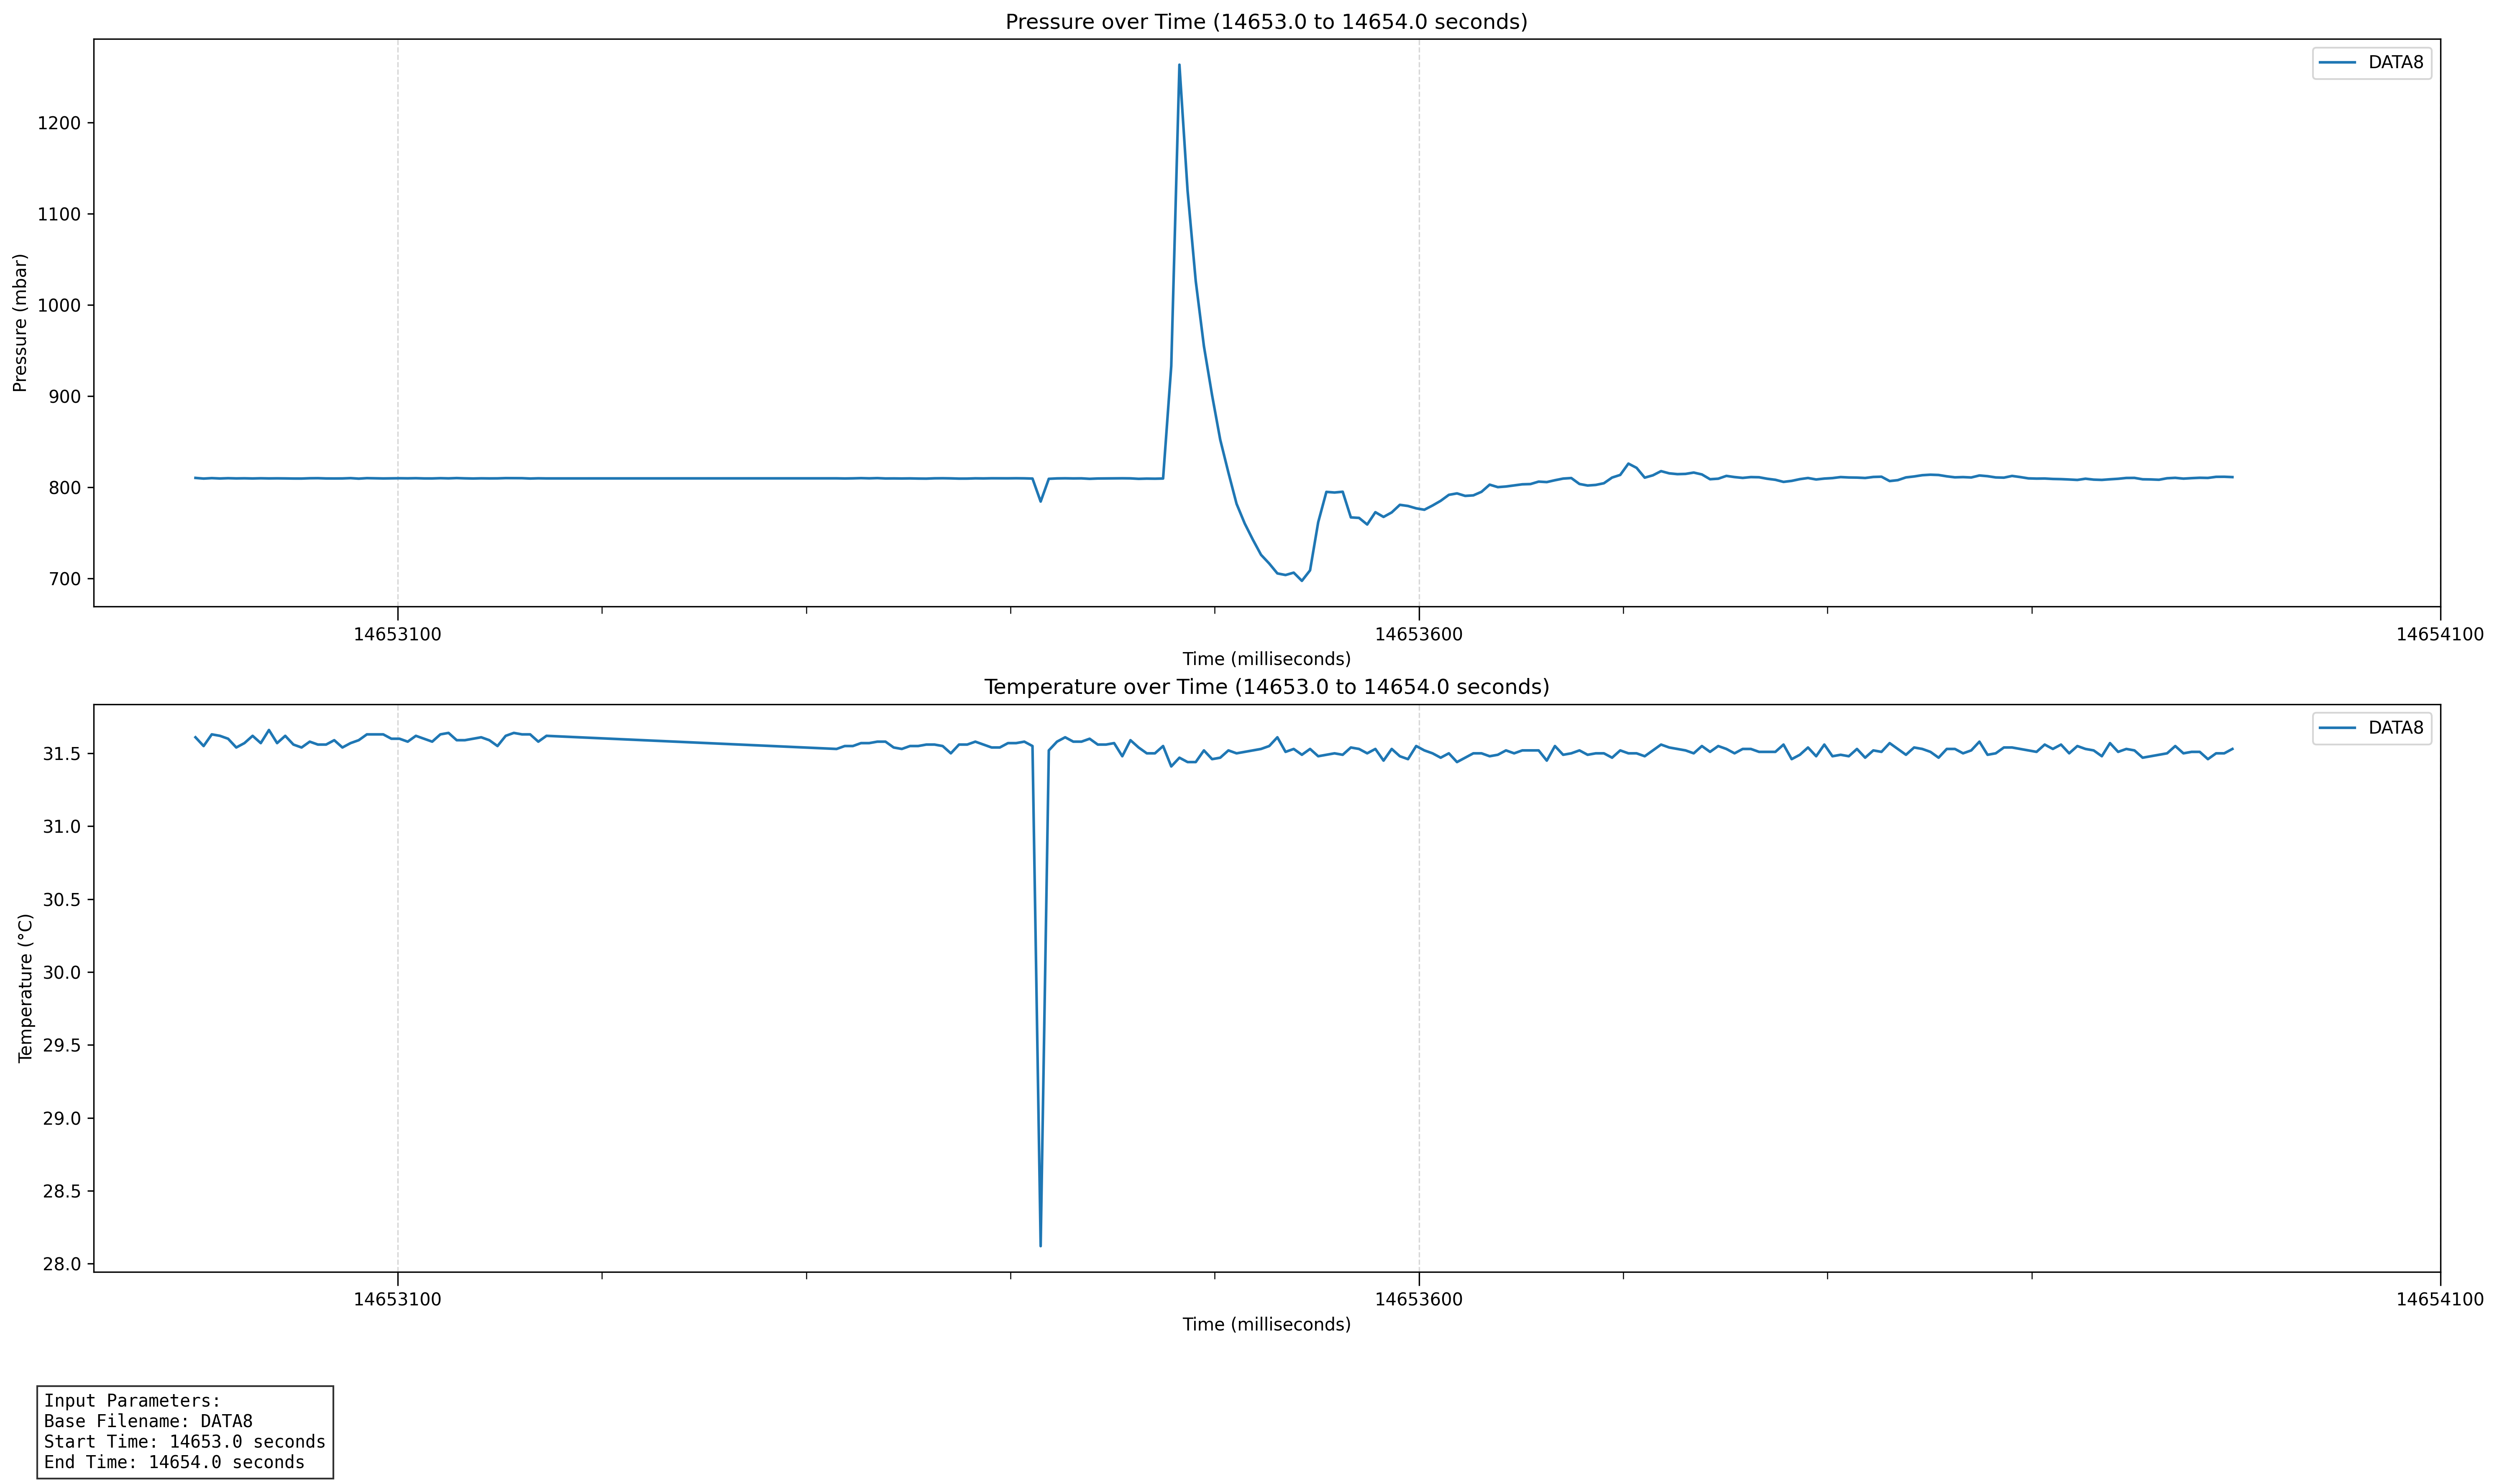 Pressure over Time (14653.0 to 14654.0 seconds)
DATA8
1200
1100
1000
900
800
700
Pressure (mbar)
14653100
14653600
14654100
Time (milliseconds)
Temperature over Time (14653.0 to 14654.0 seconds)
DATA8
31.5
31.0
30.5
30.0
29.5
29.0
28.5
28.0
Temperature (°C)
14653100
14653600
14654100
Time (milliseconds)
Input Parameters:
Base Filename: DATA8
Start Time: 14653.0 seconds
End Time: 14654.0 seconds